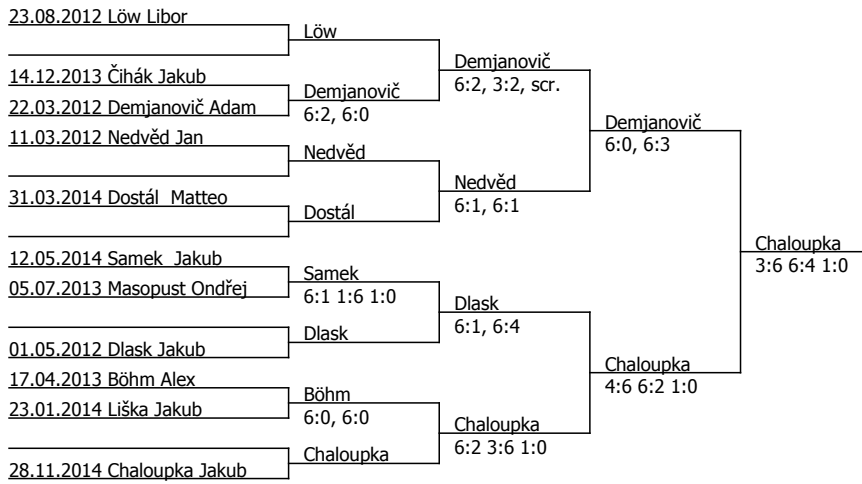 23.08.2012 Löw Libor
14.12.2013 Čihák Jakub
22.03.2012 Demjanovič Adam
11.03.2012 Nedvěd Jan
31.03.2014 Dostál  Matteo
12.05.2014 Samek  Jakub
05.07.2013 Masopust Ondřej
01.05.2012 Dlask Jakub
17.04.2013 Böhm Alex
23.01.2014 Liška Jakub
28.11.2014 Chaloupka Jakub
Löw
Demjanovič
6:2, 6:0
Nedvěd
Dostál
Samek
6:1 1:6 1:0
Dlask
Böhm
6:0, 6:0
Chaloupka
Demjanovič
6:2, 3:2, scr.
Nedvěd
6:1, 6:1
Dlask
6:1, 6:4
Chaloupka
6:2 3:6 1:0
Demjanovič
6:0, 6:3
Chaloupka
4:6 6:2 1:0
Chaloupka
3:6 6:4 1:0